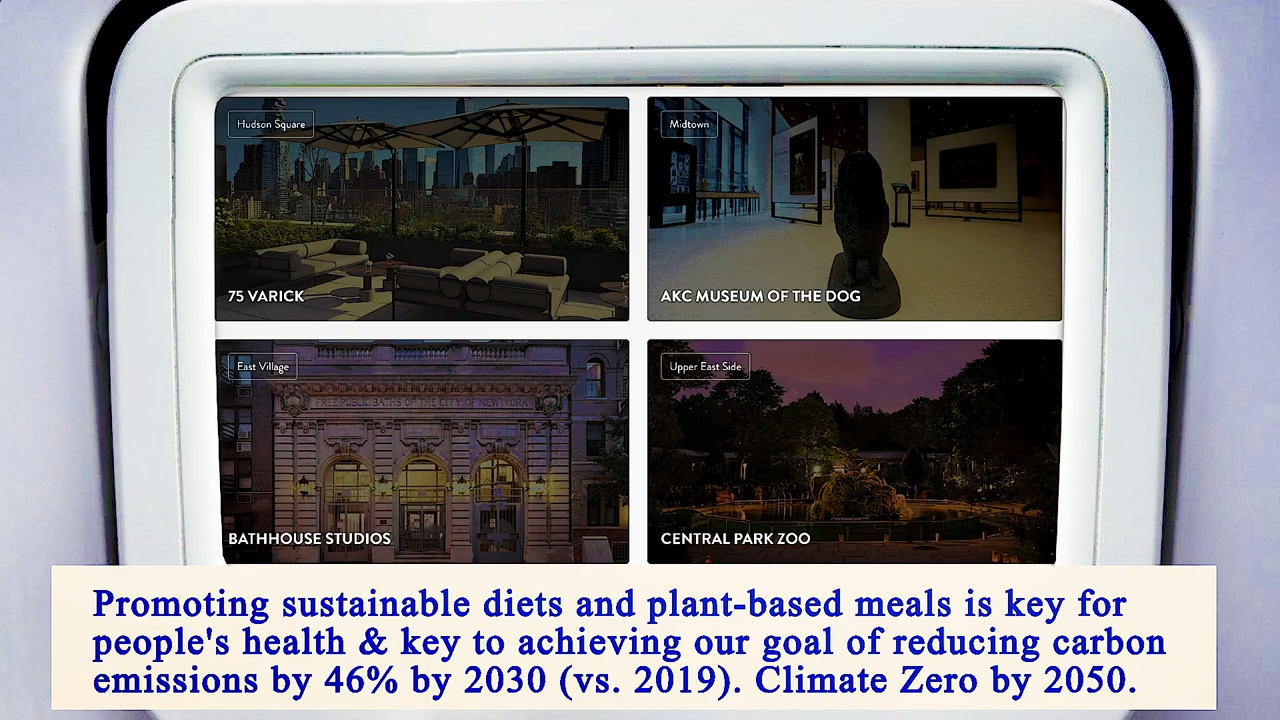 Hudson Square
75 VARICK
Midtown
AKC MUSEUM OF THE DOG
East Village
FREE PUBLIC BATHS OF THE CITY OF NEW YORK
BATHHOUSE STUDIOS
Upper East Side
CENTRAL PARK ZOO
Promoting sustainable diets and plant-based meals is key for
people's health & key to achieving our goal of reducing carbon
emissions by 46% by 2030 (vs. 2019). Climate Zero by 2050.